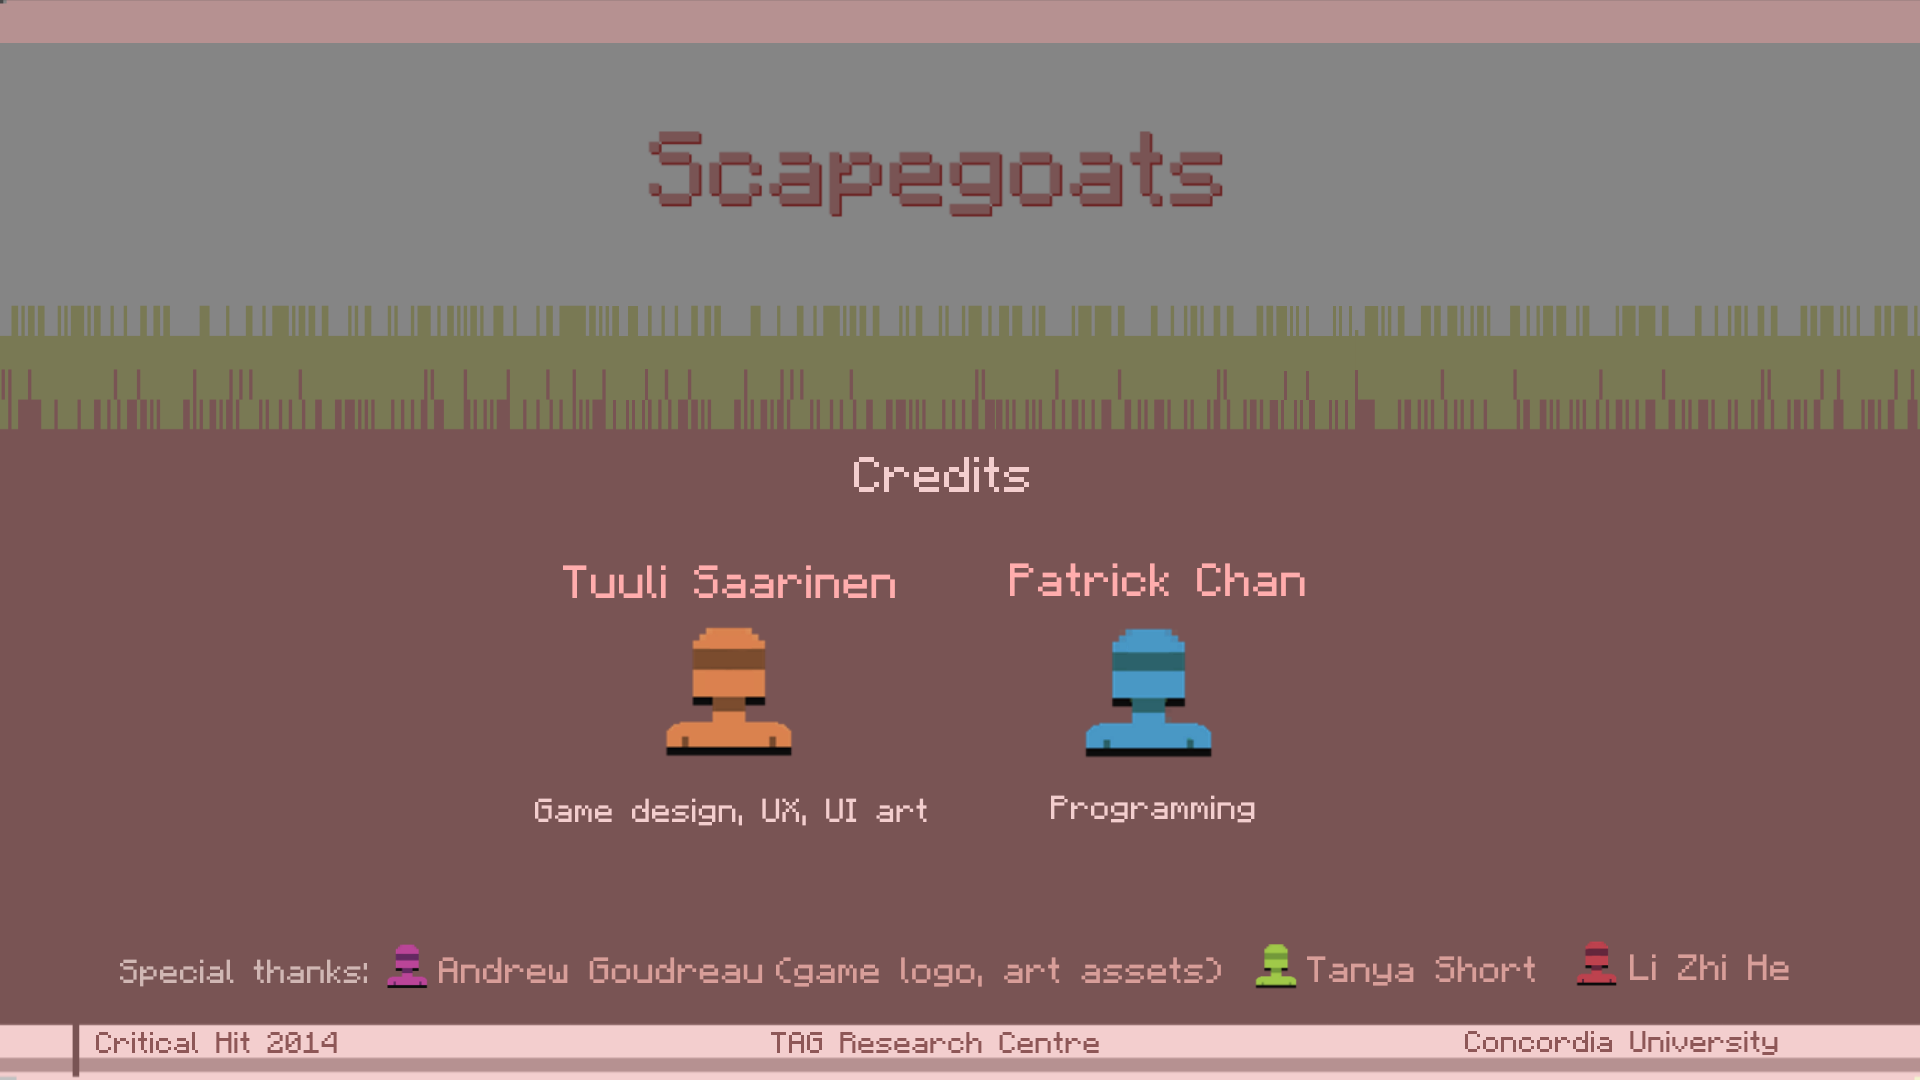 Scapegoats
Credits
Tuuli Saarinen
Patrick Chan
Game design, UX, UI art
Programming
Special thanks: Andrew Goudreau (game logo, art assets) Tanya Short Li Zhi He
Critical Hit 2014 TAG Research Centre Concordia University